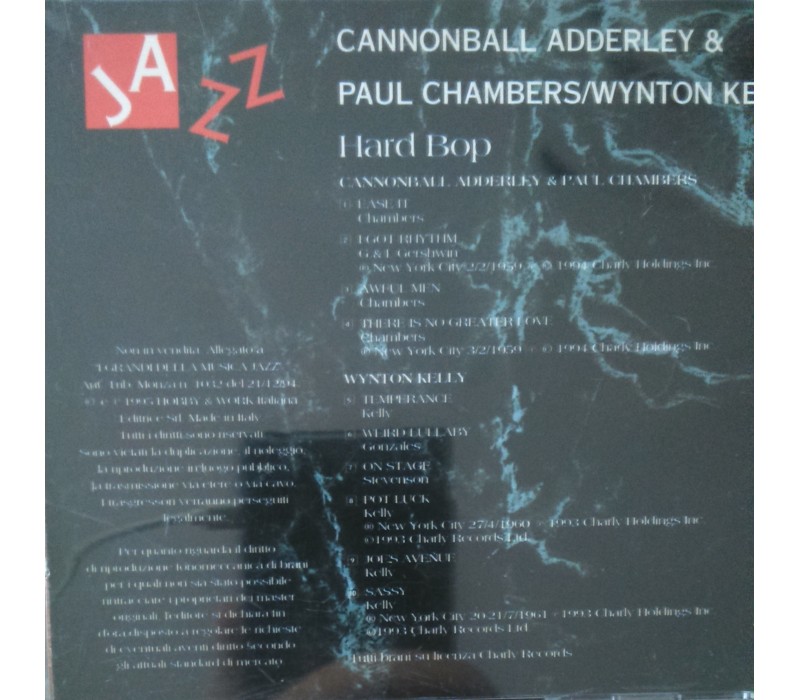 JAZZ
CANNONBALL ADDERLEY &
PAUL CHAMBERS/WYNTON KE
Hard Bop
CANNONBALL ADDERLEY & PAUL CHAMBERS
1 EASE IT
Chambers
2 I GOT RHYTHM
G. & I. Gershwin
℗ New York City 2/2/1959 - © 1994 Charly Holdings Inc.
3 AWFUL MEN
Chambers
4 THERE IS NO GREATER LOVE
Chambers
℗ New York City 3/2/1959 - © 1994 Charly Holdings Inc.
WYNTON KELLY
5 TEMPERANCE
Kelly
6 WEIRD LULLABY
Gonzales
7 ON STAGE
Stevenson
8 POT LUCK
Kelly
℗ New York City 27/4/1960 - 1993 Charly Holdings Inc.
©1993 Charly Records Ltd.
9 JOES AVENUE
Kelly
10 SASSY
Kelly
℗ New York City 20-21/7/1961 - 1993 Charly Holdings Inc.
©1993 Charly Records Ltd.
Tutti brani su licenza Charly Records
Non in vendita. Allegato a
"I GRANDI DELLA MUSICA JAZZ"
Aut. Trib. Monza n. 1032 del 21/12/94
1995 HOBBY & WORK Italiana
Editrice Srl. Made in Italy
Tutti i diritti sono riservati
Sono vietati la duplicazione, il noleggio,
la riproduzione in luogo pubblico,
la trasmissione via etere o via cavo.
I trasgressori verranno perseguiti
legalmente.
Per quanto riguarda il diritto
di riproduzione fonomeccanica di brani
per i quali non sia stato possibile
rintracciare i proprietari dei master
originali, l'editore si dichiara fin
d'ora disposto a regolare le richieste
di eventuali aventi diritto secondo
gli attuali standard di mercato.